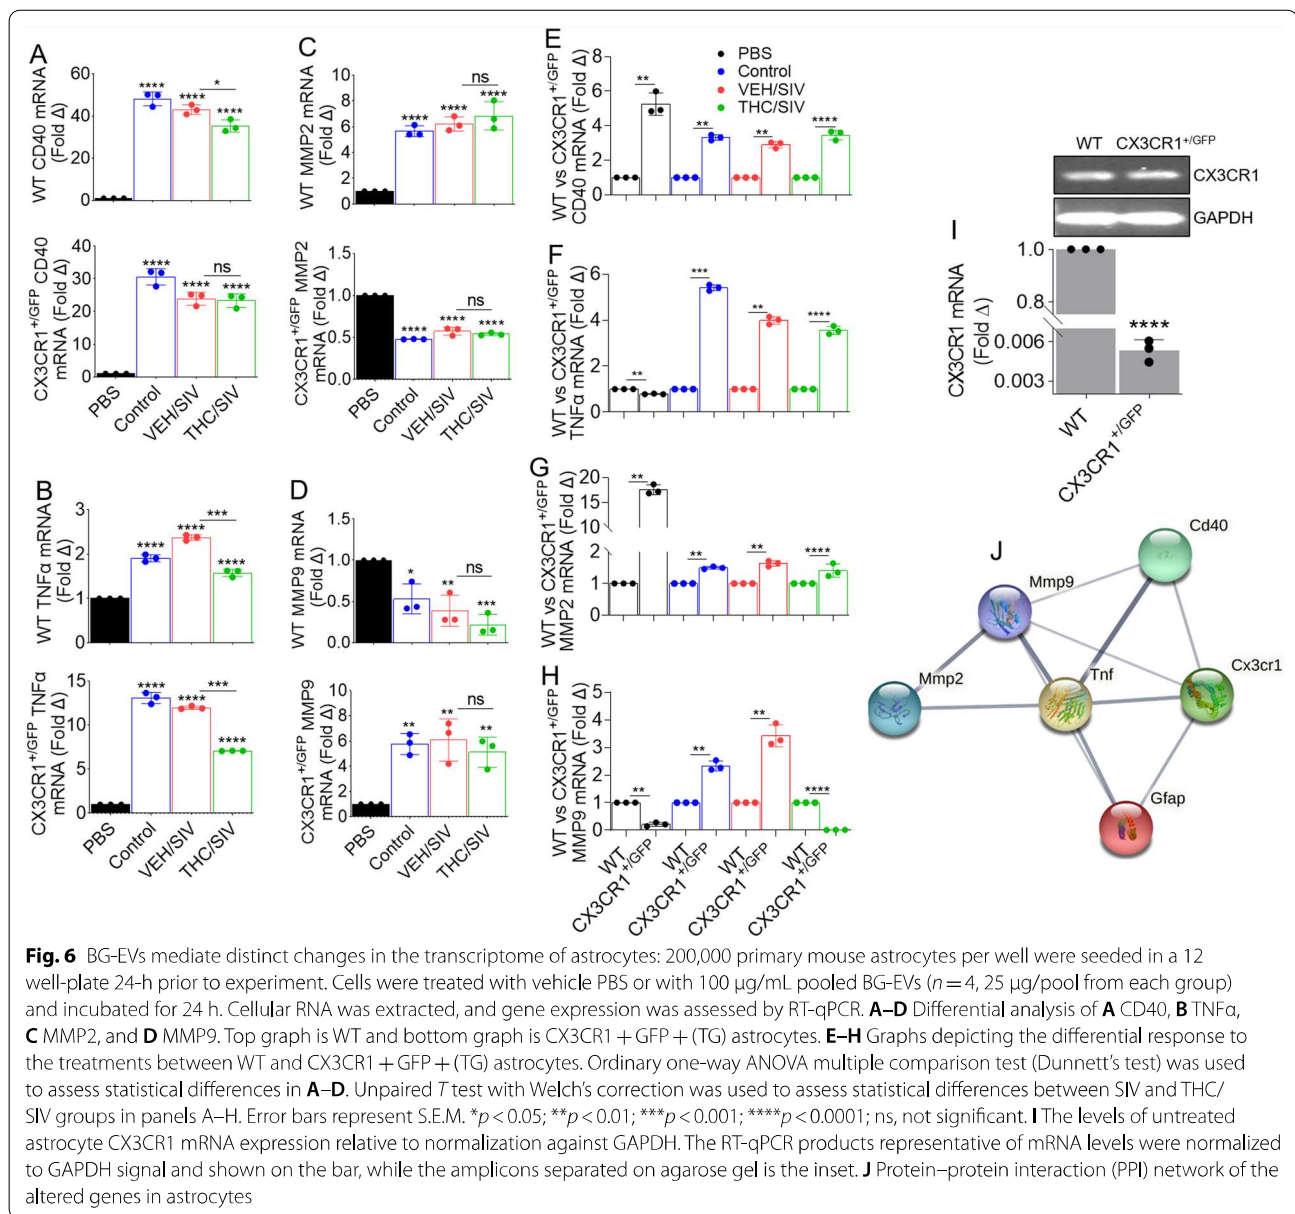 A
WT CD40 mRNA
(Fold Δ)
60
40
20
0
****
****
*
****
CX3CR1+/GFP CD40
mRNA (Fold Δ)
40
30
20
10
0
****
****
ns
****
PBS
Control
VEH/SIV
THC/SIV
B
WT TNFα mRNA
(Fold Δ)
3
2
1
0
****
****
***
****
CX3CR1+/GFP TNFα
mRNA (Fold Δ)
15
10
5
0
****
****
***
****
PBS
Control
VEH/SIV
THC/SIV
C
WT MMP2 mRNA
(Fold Δ)
10
8
6
4
2
0
****
****
ns
****
CX3CR1+/GFP MMP2
mRNA (Fold Δ)
1.5
1.0
0.5
0.0
****
****
ns
****
PBS
Control
VEH/SIV
THC/SIV
D
WT MMP9 mRNA
(Fold Δ)
1.5
1.0
0.5
0.0
*
**
ns
***
CX3CR1+/GFP MMP9
mRNA (Fold Δ)
10
8
6
4
2
0
**
**
ns
**
PBS
Control
VEH/SIV
THC/SIV
E
PBS
Control
VEH/SIV
THC/SIV
WT vs CX3CR1+/GFP
CD40 mRNA (Fold Δ)
8
6
4
2
0
**
**
**
****
F
WT vs CX3CR1+/GFP
TNFα mRNA (Fold Δ)
6
4
2
0
**
***
**
****
G
WT vs CX3CR1+/GFP
MMP2 mRNA (Fold Δ)
20
15
10
2
1
0
**
**
**
****
H
WT vs CX3CR1+/GFP
MMP9 mRNA (Fold Δ)
5
4
3
2
1
0
**
**
**
****
WT
CX3CR1+/GFP
WT
CX3CR1+/GFP
WT
CX3CR1+/GFP
WT
CX3CR1+/GFP
I
WT CX3CR1+/GFP
CX3CR1
GAPDH
CX3CR1 mRNA
(Fold Δ)
1.0
0.8
0.006
0.003
****
WT
CX3CR1+/GFP
J
Cd40
Mmp9
Mmp2
Tnf
Cx3cr1
Gfap
Fig. 6 BG-EVs mediate distinct changes in the transcriptome of astrocytes: 200,000 primary mouse astrocytes per well were seeded in a 12
well-plate 24-h prior to experiment. Cells were treated with vehicle PBS or with 100 µg/mL pooled BG-EVs (n = 4, 25 µg/pool from each group)
and incubated for 24 h. Cellular RNA was extracted, and gene expression was assessed by RT-qPCR. A–D Differential analysis of A CD40, B TNFα,
C MMP2, and D MMP9. Top graph is WT and bottom graph is CX3CR1 + GFP + (TG) astrocytes. E–H Graphs depicting the differential response to
the treatments between WT and CX3CR1 + GFP + (TG) astrocytes. Ordinary one-way ANOVA multiple comparison test (Dunnett's test) was used
to assess statistical differences in A–D. Unpaired T test with Welch's correction was used to assess statistical differences between SIV and THC/
SIV groups in panels A–H. Error bars represent S.E.M. *p < 0.05; **p < 0.01; ***p < 0.001; ****p < 0.0001; ns, not significant. I The levels of untreated
astrocyte CX3CR1 mRNA expression relative to normalization against GAPDH. The RT-qPCR products representative of mRNA levels were normalized
to GAPDH signal and shown on the bar, while the amplicons separated on agarose gel is the inset. J Protein–protein interaction (PPI) network of the
altered genes in astrocytes